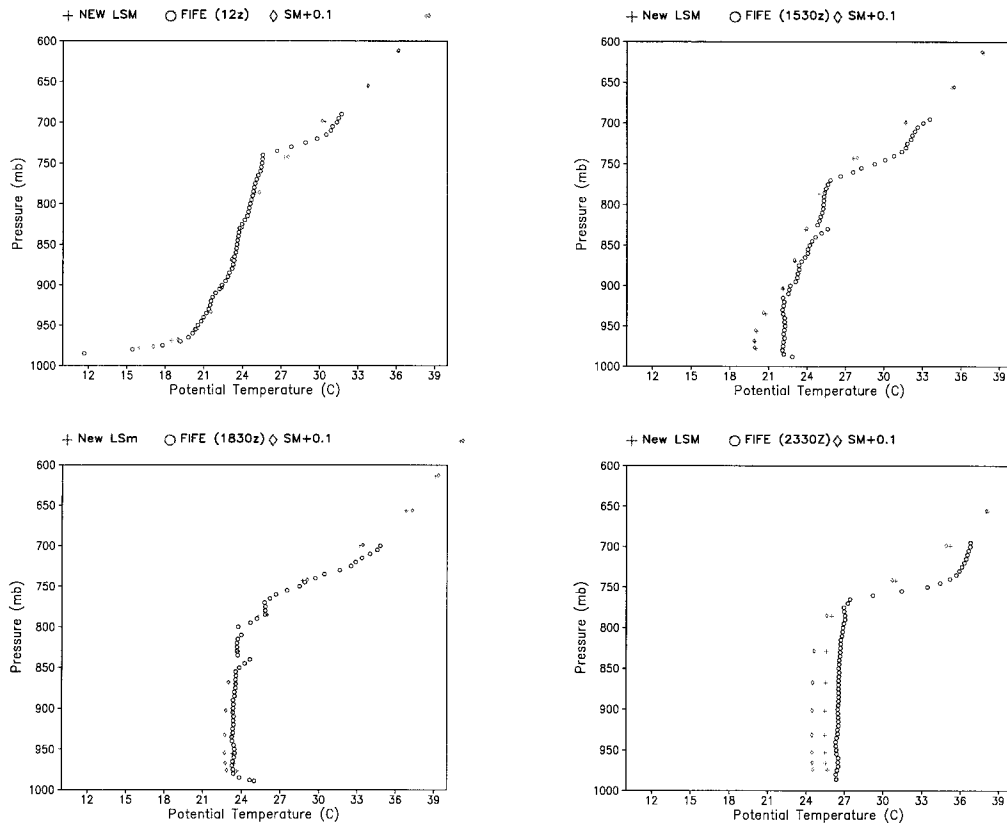 NEW LSM FIFE (12z) SM+0.1
600
650
700
750
800
850
900
950
1000
Pressure (mb)
12 15 18 21 24 27 30 33 36 39
Potential Temperature (C)
New LSM FIFE (1530z) SM+0.1
600
650
700
750
800
850
900
950
1000
Pressure (mb)
12 15 18 21 24 27 30 33 36 39
Potential Temperature (C)
New LSm FIFE (1830z) SM+0.1
600
650
700
750
800
850
900
950
1000
Pressure (mb)
12 15 18 21 24 27 30 33 36 39
Potential Temperature (C)
New LSM FIFE (2330Z) SM+0.1
600
650
700
750
800
850
900
950
1000
Pressure (mb)
12 15 18 21 24 27 30 33 36 39
Potential Temperature (C)